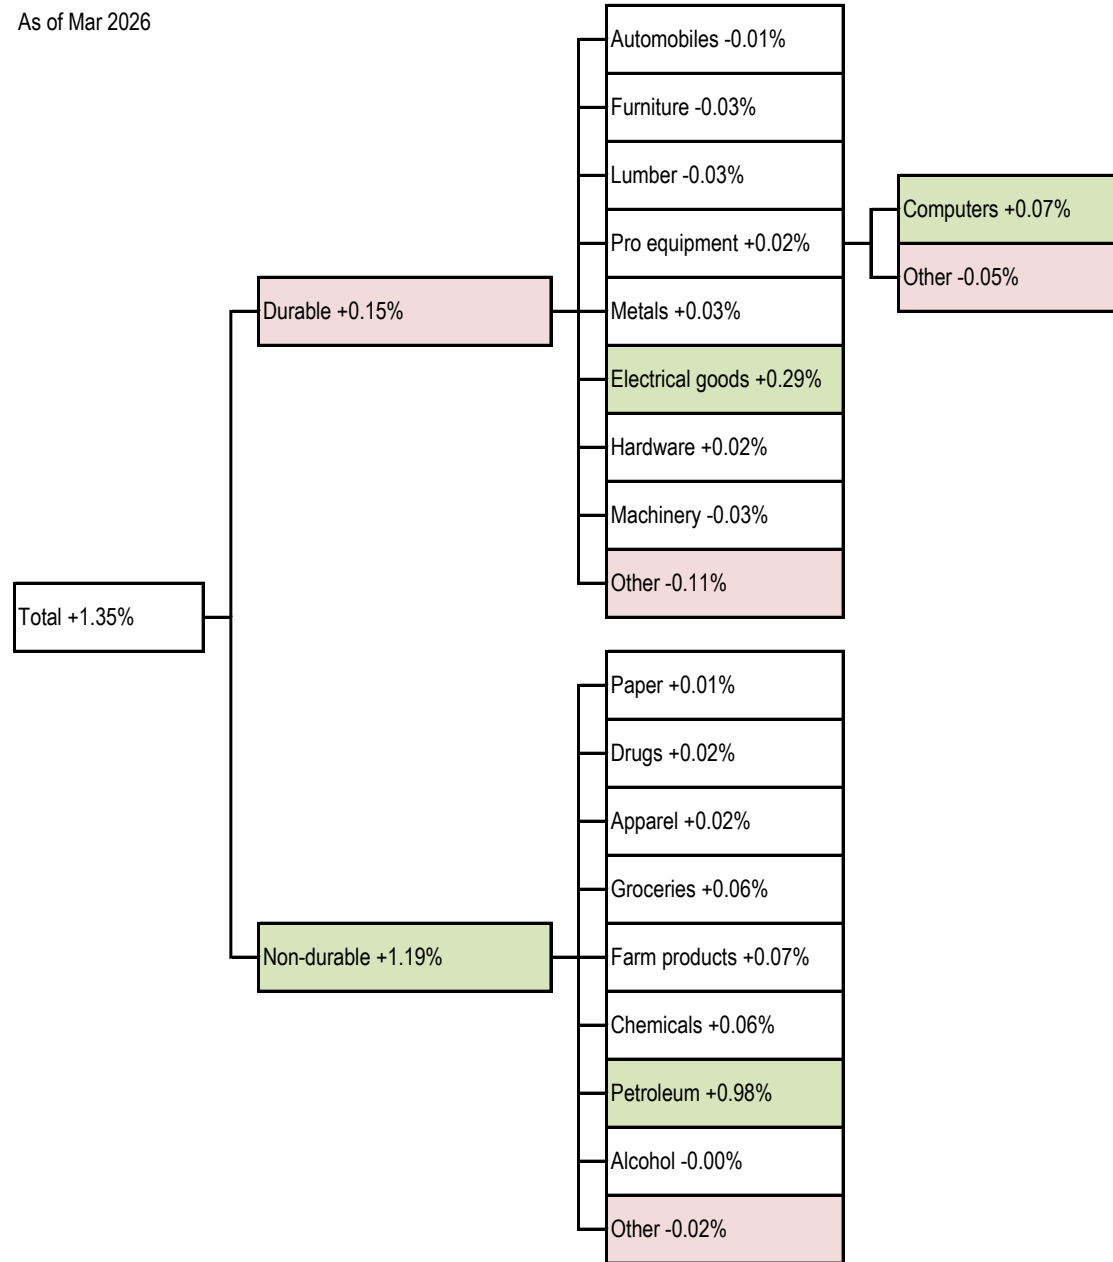 As of Mar 2026
Automobiles -0.01%
Furniture -0.03%
Lumber -0.03%
Pro equipment +0.02%
Computers +0.07%
Other -0.05%
Durable +0.15%
Metals +0.03%
Electrical goods +0.29%
Hardware +0.02%
Machinery -0.03%
Other -0.11%
Total +1.35%
Paper +0.01%
Drugs +0.02%
Apparel +0.02%
Groceries +0.06%
Non-durable +1.19%
Farm products +0.07%
Chemicals +0.06%
Petroleum +0.98%
Alcohol -0.00%
Other -0.02%